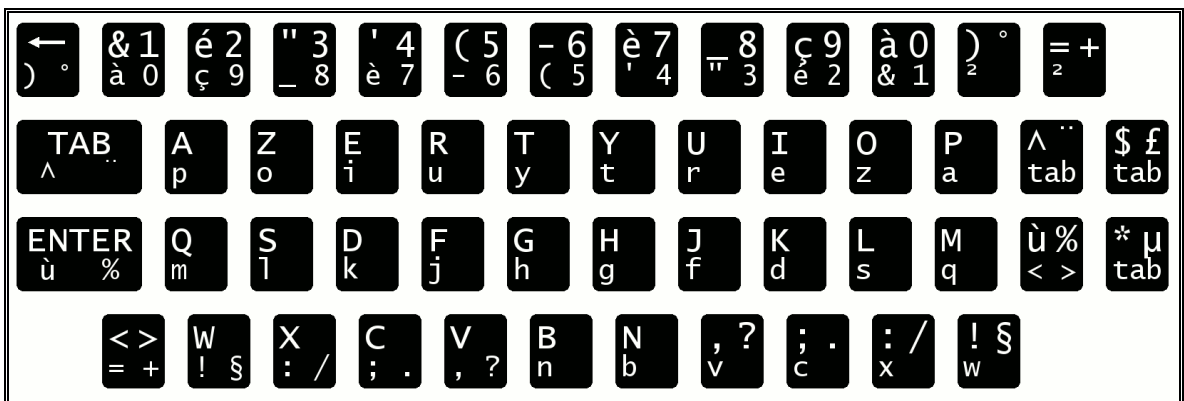 ← & 1 é 2 " 3 ' 4 ( 5 - 6 è 7 _ 8 ç 9 à 0 ) ° = +
) ° à 0 ç 9 _ 8 è 7 - 6 ( 5 ' 4 " 3 é 2 & 1 ² ²
TAB A Z E R T Y U I O P ^ ¨ $ £
^ ¨ p o i u y t r e z a tab tab
ENTER Q S D F G H J K L M ù % * µ
ù % m l k j h g f d s q < > tab
< > W X C V B N , ? ; . : / ! §
= + ! § : / ; . , ? n b v c x w